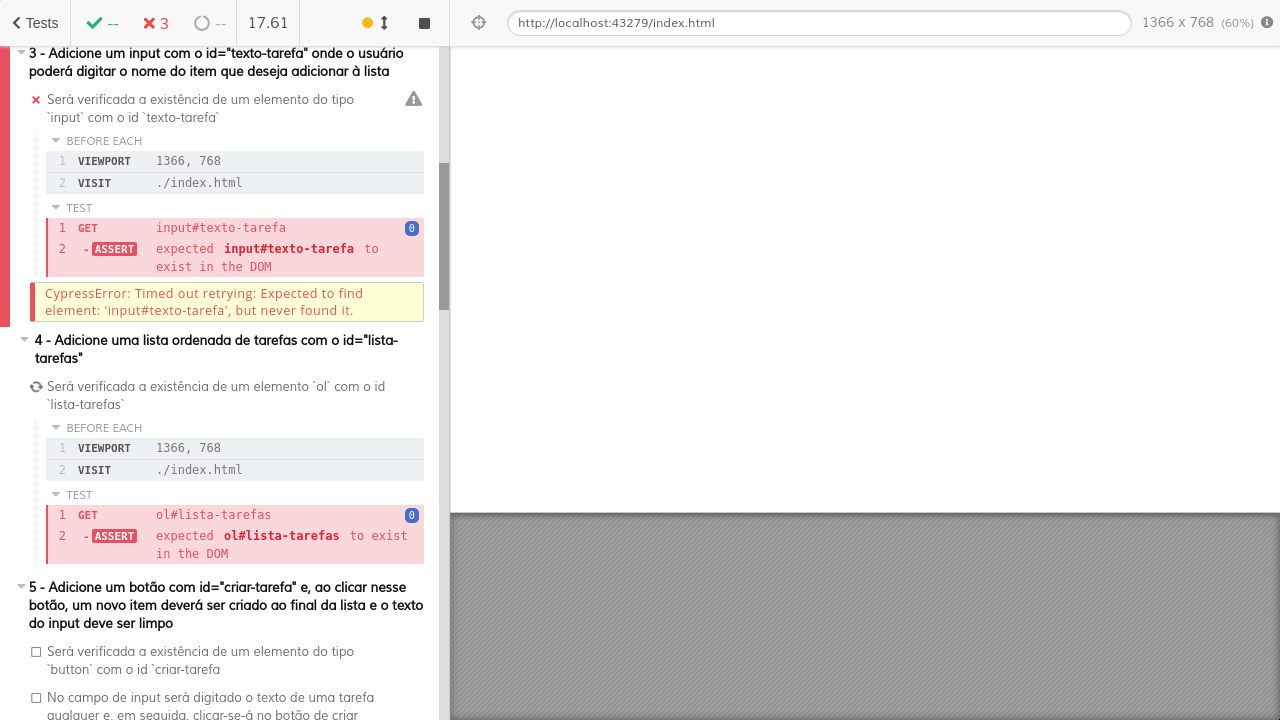 Tests -- 3 -- 17.61 http://localhost:43279/index.html 1366 x 768 (60%)
3 - Adicione um input com o id="texto-tarefa" onde o usuário
poderá digitar o nome do item que deseja adicionar à lista
Será verificada a existência de um elemento do tipo
`input` com o id `texto-tarefa`
BEFORE EACH
1 VIEWPORT 1366, 768
2 VISIT ./index.html
TEST
1 GET input#texto-tarefa 0
2 -ASSERT expected input#texto-tarefa to
exist in the DOM
CypressError: Timed out retrying: Expected to find
element: 'input#texto-tarefa', but never found it.
4 - Adicione uma lista ordenada de tarefas com o id="lista-
tarefas"
Será verificada a existência de um elemento `ol` com o id
`lista-tarefas`
BEFORE EACH
1 VIEWPORT 1366, 768
2 VISIT ./index.html
TEST
1 GET ol#lista-tarefas 0
2 -ASSERT expected ol#lista-tarefas to exist
in the DOM
5 - Adicione um botão com id="criar-tarefa" e, ao clicar nesse
botão, um novo item deverá ser criado ao final da lista e o texto
do input deve ser limpo
Será verificada a existência de um elemento do tipo
`button` com o id `criar-tarefa
No campo de input será digitado o texto de uma tarefa
qualquer e, em seguida, clicar-se-á no botão de criar